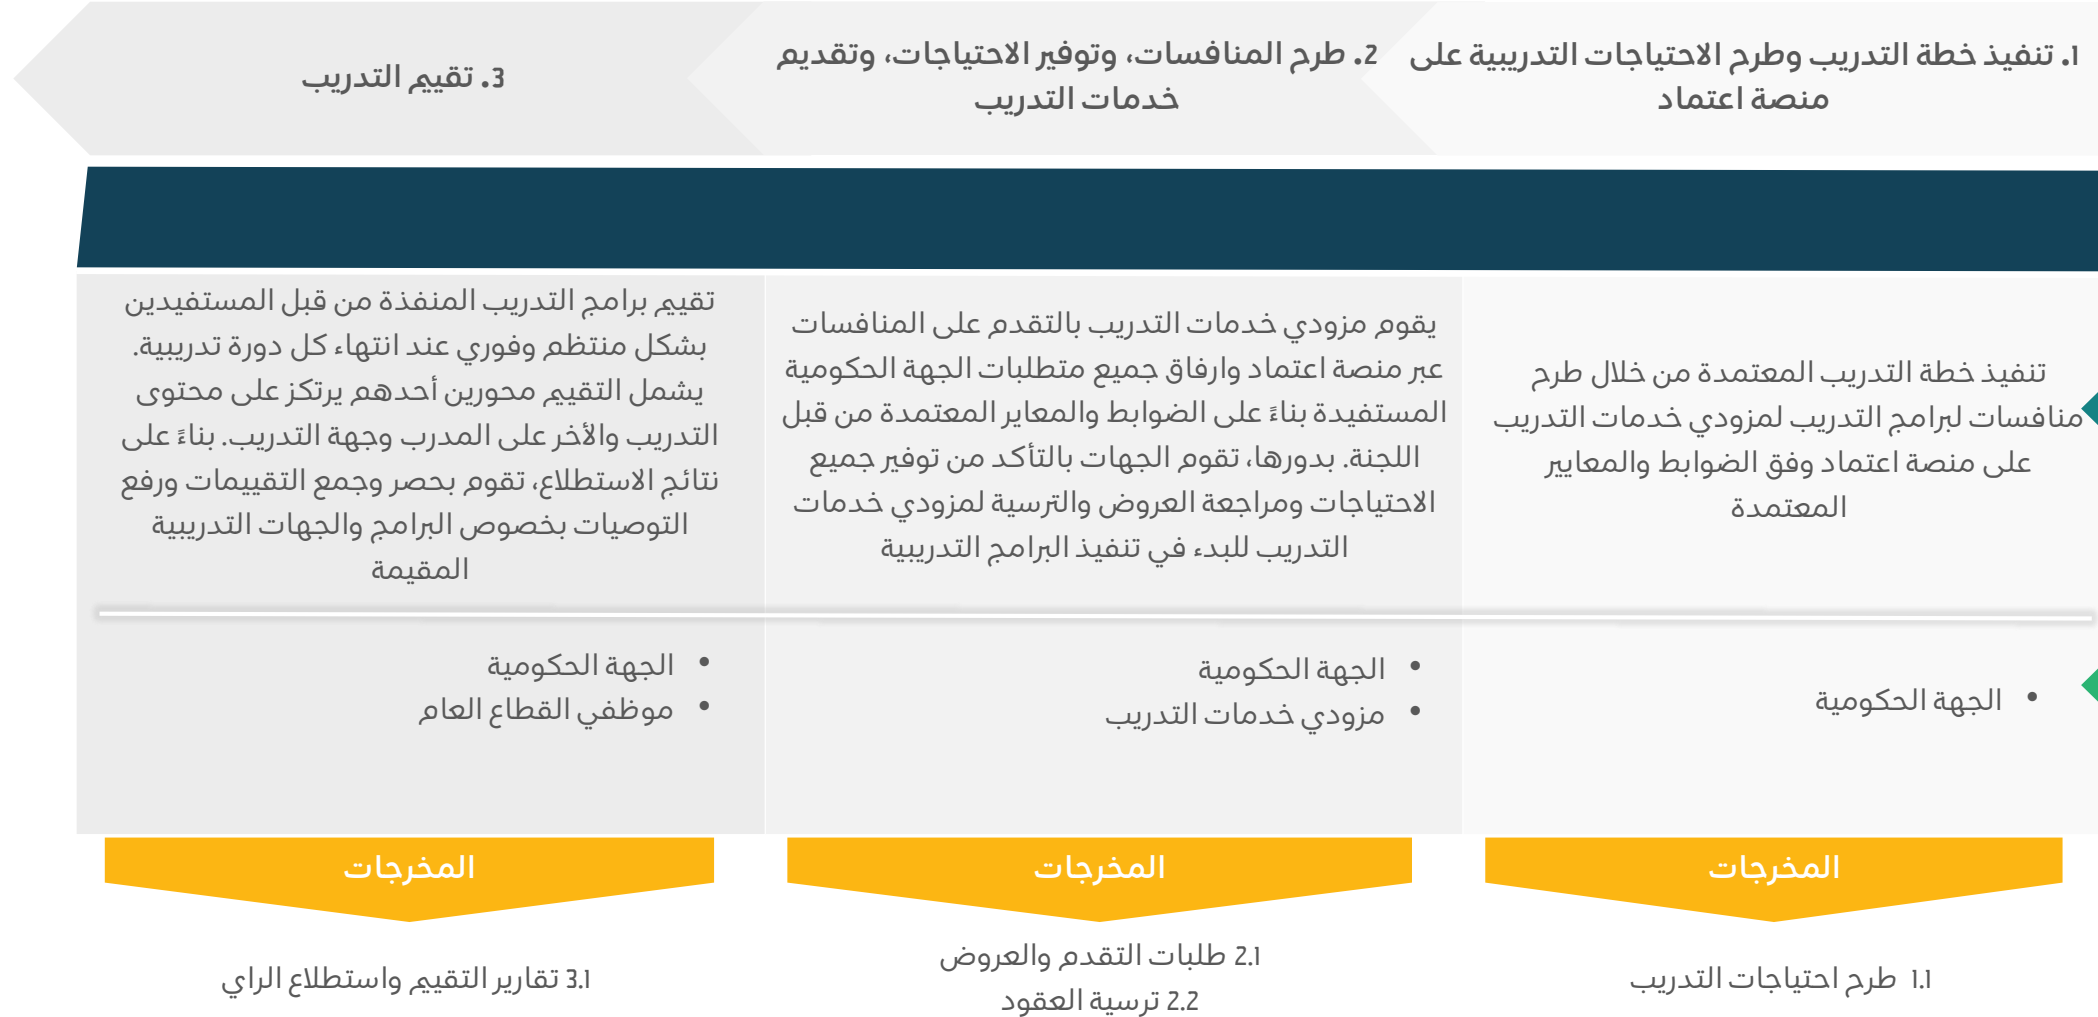 1. تنفيذ خطة التدريب وطرح الاحتياجات التدريبية على
منصة اعتماد
2. طرح المنافسات، وتوفير الاحتياجات، وتقديم
خدمات التدريب
3. تقييم التدريب
تنفيذ خطة التدريب المعتمدة من خلال طرح
منافسات لبرامج التدريب لمزودي خدمات التدريب
على منصة اعتماد وفق الضوابط والمعايير
المعتمدة
يقوم مزودي خدمات التدريب بالتقدم على المنافسات
عبر منصة اعتماد وارفاق جميع متطلبات الجهة الحكومية
المستفيدة بناءً على الضوابط والمعاير المعتمدة من قبل
اللجنة. بدورها، تقوم الجهات بالتأكد من توفير جميع
الاحتياجات ومراجعة العروض والترسية لمزودي خدمات
التدريب للبدء في تنفيذ البرامج التدريبية
تقييم برامج التدريب المنفذة من قبل المستفيدين
بشكل منتظم وفوري عند انتهاء كل دورة تدريبية.
يشمل التقييم محورين أحدهم يرتكز على محتوى
التدريب والأخر على المدرب وجهة التدريب. بناءً على
نتائج الاستطلاع، تقوم بحصر وجمع التقييمات ورفع
التوصيات بخصوص البرامج والجهات التدريبية
المقيمة
• الجهة الحكومية
• الجهة الحكومية
• مزودي خدمات التدريب
• الجهة الحكومية
• موظفي القطاع العام
المخرجات
المخرجات
المخرجات
1.1 طرح احتياجات التدريب
2.1 طلبات التقدم والعروض
2.2 ترسية العقود
3.1 تقارير التقييم واستطلاع الراي